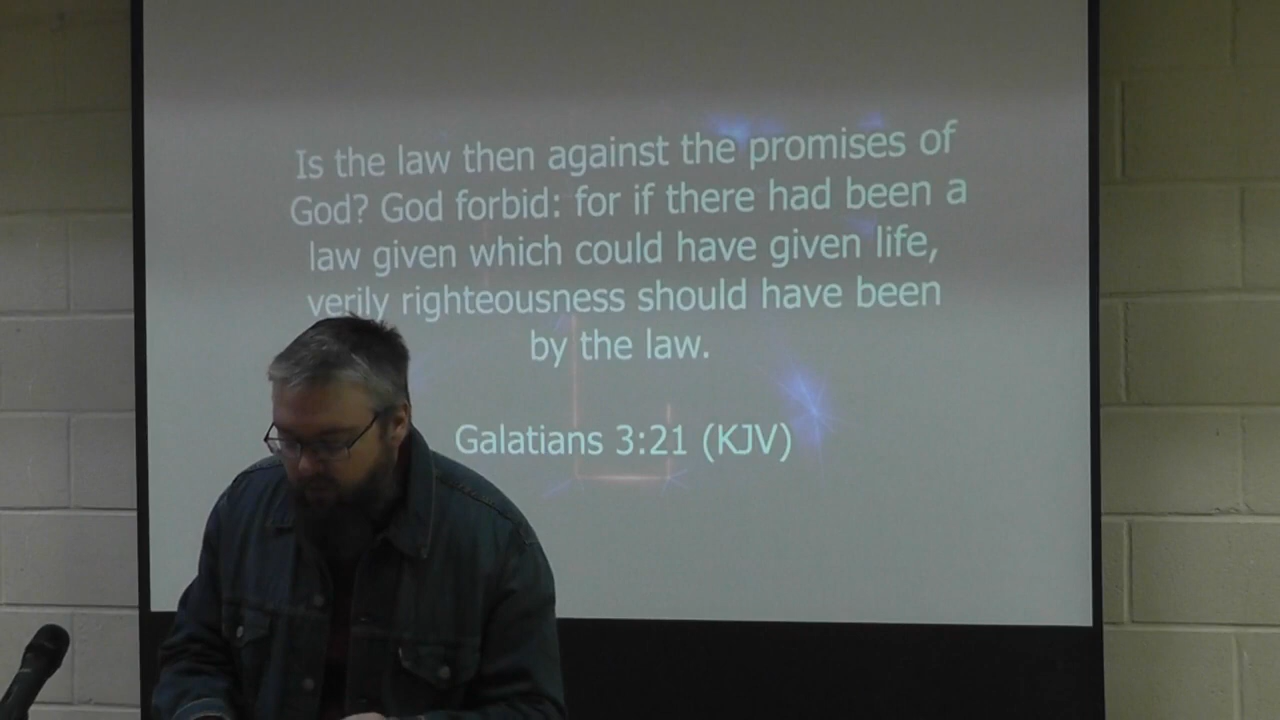 Is the law then against the promises of
God? God forbid: for if there had been a
law given which could have given life,
verily righteousness should have been
by the law.
Galatians 3:21 (KJV)